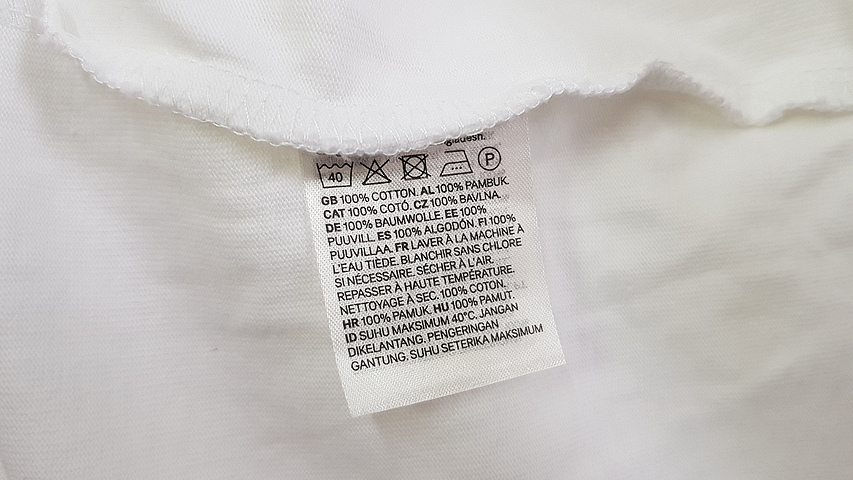 gladesh.
40 P
GB 100% COTTON. AL 100% PAMBUK.
CAT 100% COTÓ. CZ 100% BAVLNA.
DE 100% BAUMWOLLE. EE 100%
PUUVILL. ES 100% ALGODÓN. FI 100%
PUUVILLAA. FR LAVER À LA MACHINE À
L'EAU TIÈDE. BLANCHIR SANS CHLORE
SI NÉCESSAIRE. SÉCHER À L'AIR.
REPASSER À HAUTE TEMPÉRATURE.
NETTOYAGE À SEC. 100% COTON.
HR 100% PAMUK. HU 100% PAMUT.
ID SUHU MAKSIMUM 40°C. JANGAN
DIKELANTANG. PENGERINGAN
GANTUNG. SUHU SETERIKA MAKSIMUM